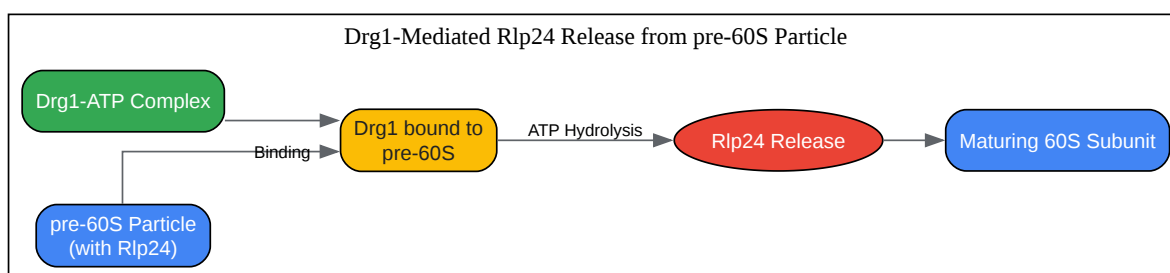 Drg1-Mediated Rlp24 Release from pre-60S Particle
Drg1-ATP Complex
Binding
pre-60S Particle
(with Rlp24)
Drg1 bound to
pre-60S
ATP Hydrolysis
Rlp24 Release
Maturing 60S Subunit